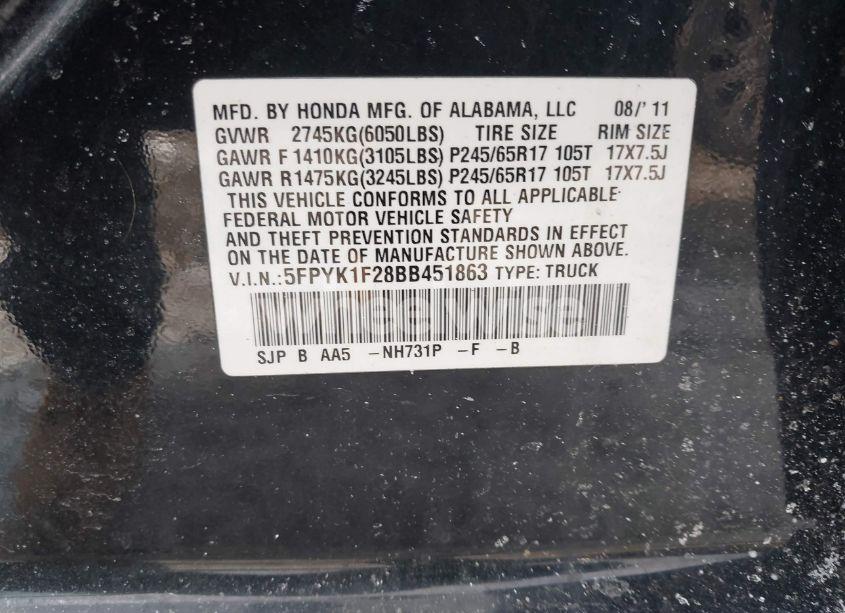 MFD. BY HONDA MFG. OF ALABAMA, LLC 08/'11
GVWR 2745KG(6050LBS) TIRE SIZE RIM SIZE
GAWR F 1410KG(3105LBS) P245/65R17 105T 17X7.5J
GAWR R1475KG(3245LBS) P245/65R17 105T 17X7.5J
THIS VEHICLE CONFORMS TO ALL APPLICABLE
FEDERAL MOTOR VEHICLE SAFETY
AND THEFT PREVENTION STANDARDS IN EFFECT
ON THE DATE OF MANUFACTURE SHOWN ABOVE.
V.I.N.:5FPYK1F28BB451863 TYPE: TRUCK
SJP B AA5 -NH731P -F -B